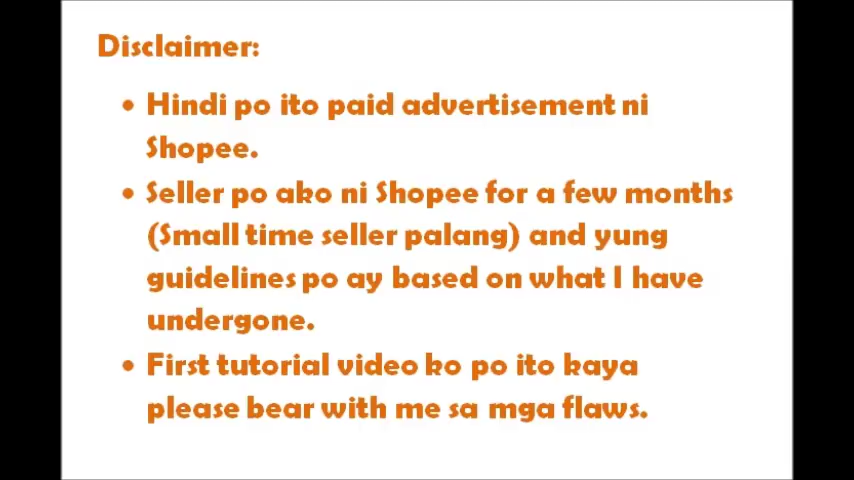 Disclaimer:
• Hindi po ito paid advertisement ni
Shopee.
• Seller po ako ni Shopee for a few months
(Small time seller palang) and yung
guidelines po ay based on what I have
undergone.
• First tutorial video ko po ito kaya
please bear with me sa mga flaws.